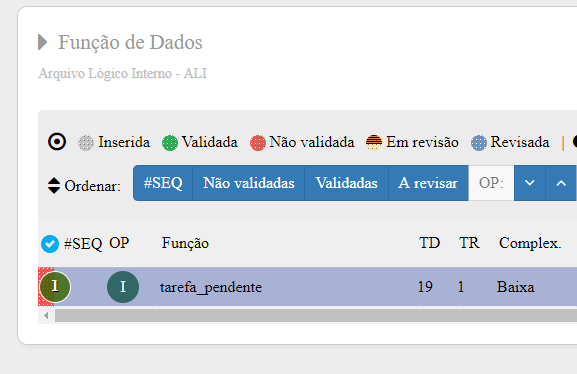 Função de Dados
Arquivo Lógico Interno - ALI
Inserida Validada Não validada Em revisão Revisada |
Ordenar: #SEQ Não validadas Validadas A revisar OP:
#SEQ OP Função TD TR Complex.
1 I tarefa_pendente 19 1 Baixa